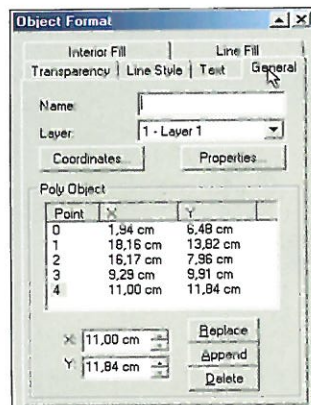 Object Format
Interior Fill Line Fill
Transparency Line Style Text General
Name:
Layer: 1 - Layer 1
Coordinates... Properties...
Poly Object
Point X Y
0 1,94 cm 6,48 cm
1 18,16 cm 13,82 cm
2 16,17 cm 7,96 cm
3 9,29 cm 9,91 cm
4 11,00 cm 11,84 cm
X: 11,00 cm Replace
Y: 11,84 cm Append
Delete